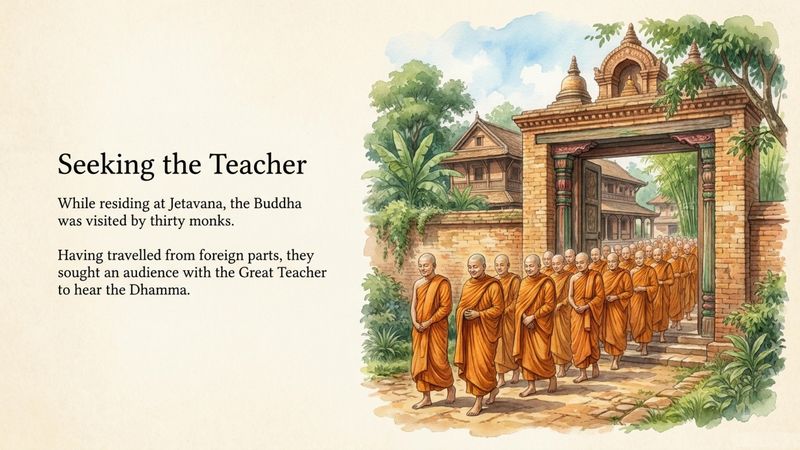 Seeking the Teacher
While residing at Jetavana, the Buddha
was visited by thirty monks.
Having travelled from foreign parts, they
sought an audience with the Great Teacher
to hear the Dhamma.